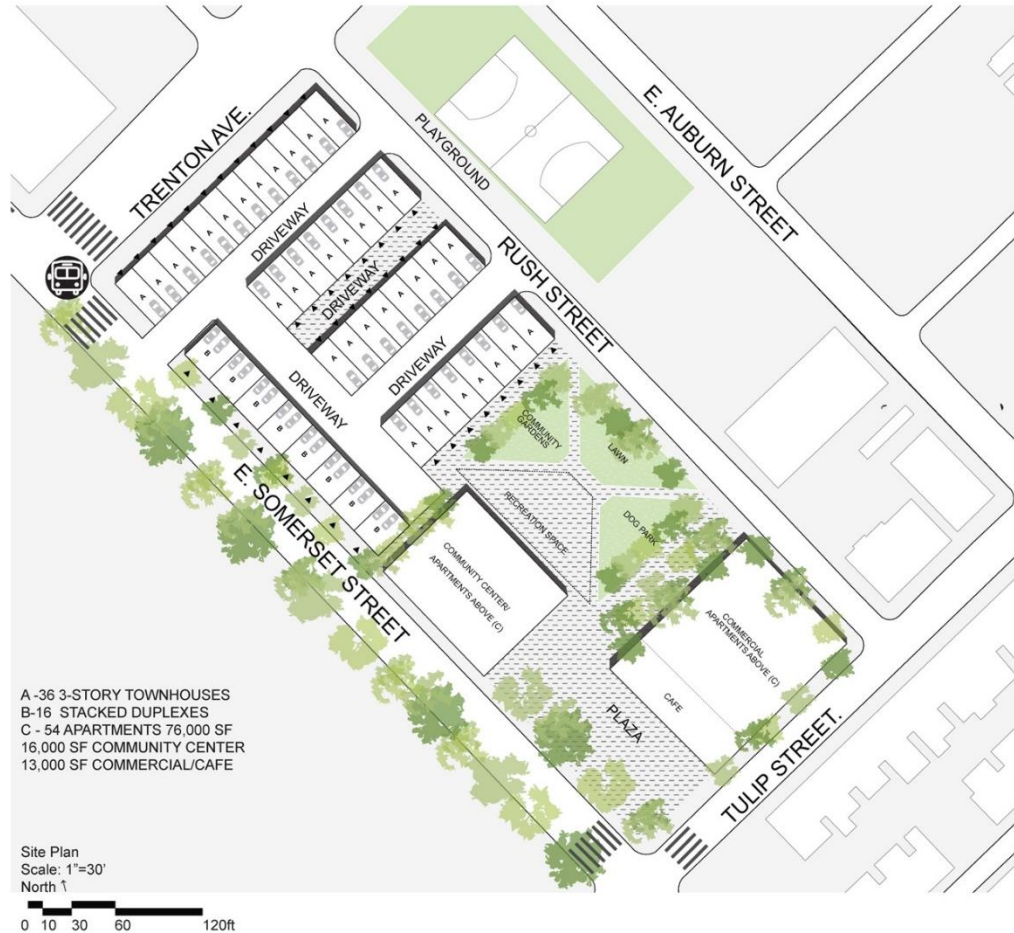 E. AUBURN STREET
TRENTON AVE.
PLAYGROUND
A A A A A A A A A A A A
DRIVEWAY
A A A A A A A A
DRIVEWAY
RUSH STREET
A A A A A A A A
DRIVEWAY
DRIVEWAY
A A A A A A A A
B B B B B B B B
COMMUNITY
GARDENS
LAWN
E. SOMERSET STREET
RECREATION SPACE
DOG PARK
COMMUNITY CENTER/
APARTMENTS ABOVE (C)
COMMERCIAL
APARTMENTS ABOVE (C)
CAFE
PLAZA
TULIP STREET.
A -36 3-STORY TOWNHOUSES
B-16 STACKED DUPLEXES
C - 54 APARTMENTS 76,000 SF
16,000 SF COMMUNITY CENTER
13,000 SF COMMERCIAL/CAFE
Site Plan
Scale: 1"=30'
North ↑
0 10 30 60 120ft